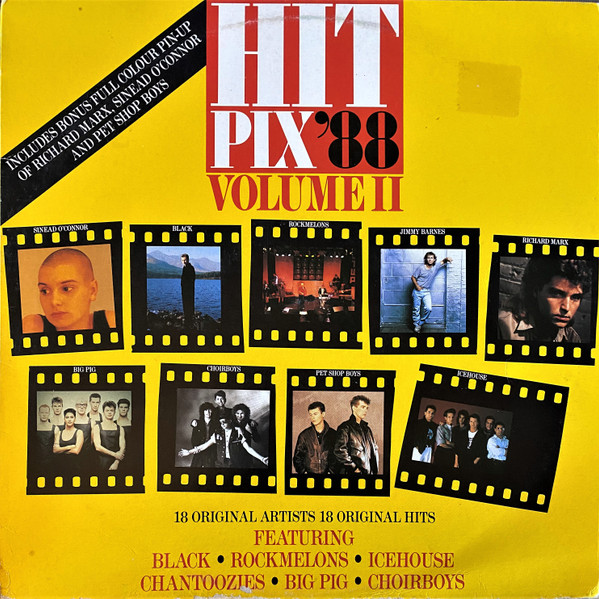 HIT
PIX '88
VOLUME II
INCLUDES BONUS FULL COLOUR PIN-UP
OF RICHARD MARX, SINEAD O'CONNOR
AND PET SHOP BOYS
SINEAD O'CONNOR
BLACK
ROCKMELONS
JIMMY BARNES
RICHARD MARX
BIG PIG
CHOIRBOYS
PET SHOP BOYS
ICEHOUSE
18 ORIGINAL ARTISTS 18 ORIGINAL HITS
FEATURING
BLACK • ROCKMELONS • ICEHOUSE
CHANTOOZIES • BIG PIG • CHOIRBOYS